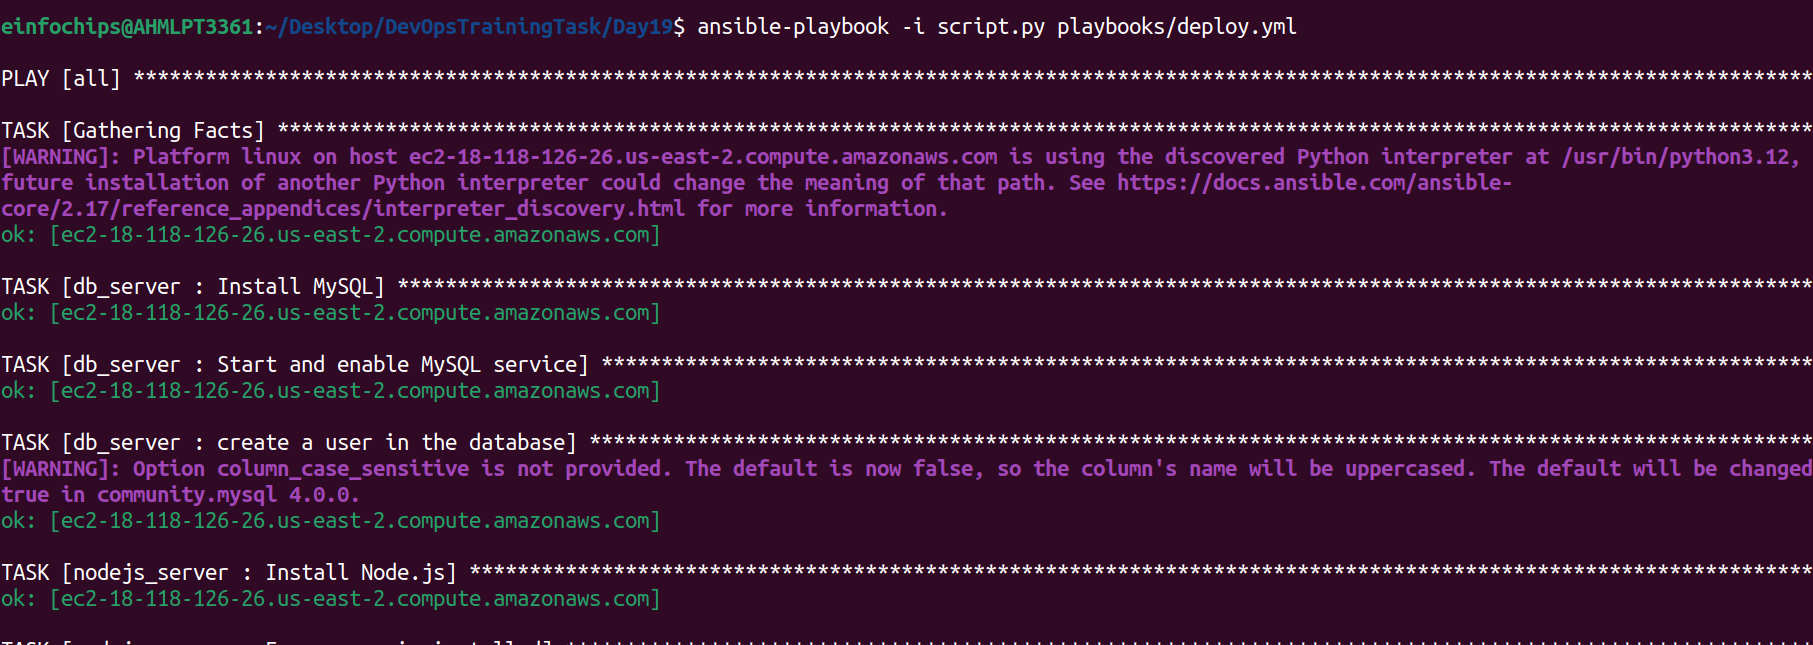 einfochips@AHMLPT3361:~/Desktop/DevOpsTrainingTask/Day19$ ansible-playbook -i script.py playbooks/deploy.yml
PLAY [all] ********************************************************************************************************************************************
TASK [Gathering Facts] ********************************************************************************************************************************
[WARNING]: Platform linux on host ec2-18-118-126-26.us-east-2.compute.amazonaws.com is using the discovered Python interpreter at /usr/bin/python3.12,
future installation of another Python interpreter could change the meaning of that path. See https://docs.ansible.com/ansible-
core/2.17/reference_appendices/interpreter_discovery.html for more information.
ok: [ec2-18-118-126-26.us-east-2.compute.amazonaws.com]
TASK [db_server : Install MySQL] **********************************************************************************************************************
ok: [ec2-18-118-126-26.us-east-2.compute.amazonaws.com]
TASK [db_server : Start and enable MySQL service] *****************************************************************************************************
ok: [ec2-18-118-126-26.us-east-2.compute.amazonaws.com]
TASK [db_server : create a user in the database] ******************************************************************************************************
[WARNING]: Option column_case_sensitive is not provided. The default is now false, so the column's name will be uppercased. The default will be changed
true in community.mysql 4.0.0.
ok: [ec2-18-118-126-26.us-east-2.compute.amazonaws.com]
TASK [nodejs_server : Install Node.js] ****************************************************************************************************************
ok: [ec2-18-118-126-26.us-east-2.compute.amazonaws.com]